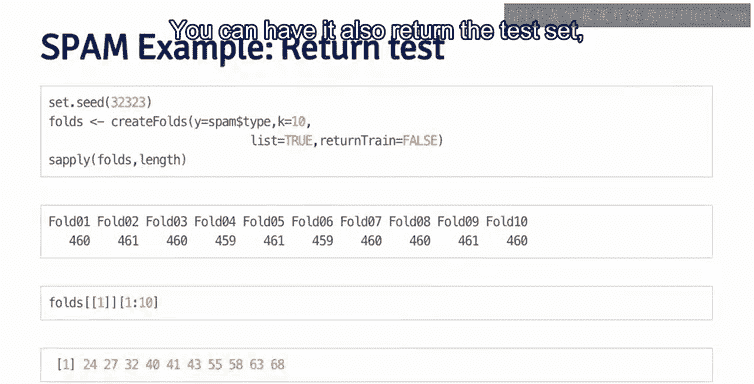 You can have it also return the test set,
SPAM Example: Return test
set.seed(32323)
folds <- createFolds(y=spam$type,k=10,
list=TRUE,returnTrain=FALSE)
sapply(folds,length)
Fold01 Fold02 Fold03 Fold04 Fold05 Fold06 Fold07 Fold08 Fold09 Fold10
460 461 460 459 461 459 460 460 461 460
folds[[1]][1:10]
[1] 24 27 32 40 41 43 55 58 63 68